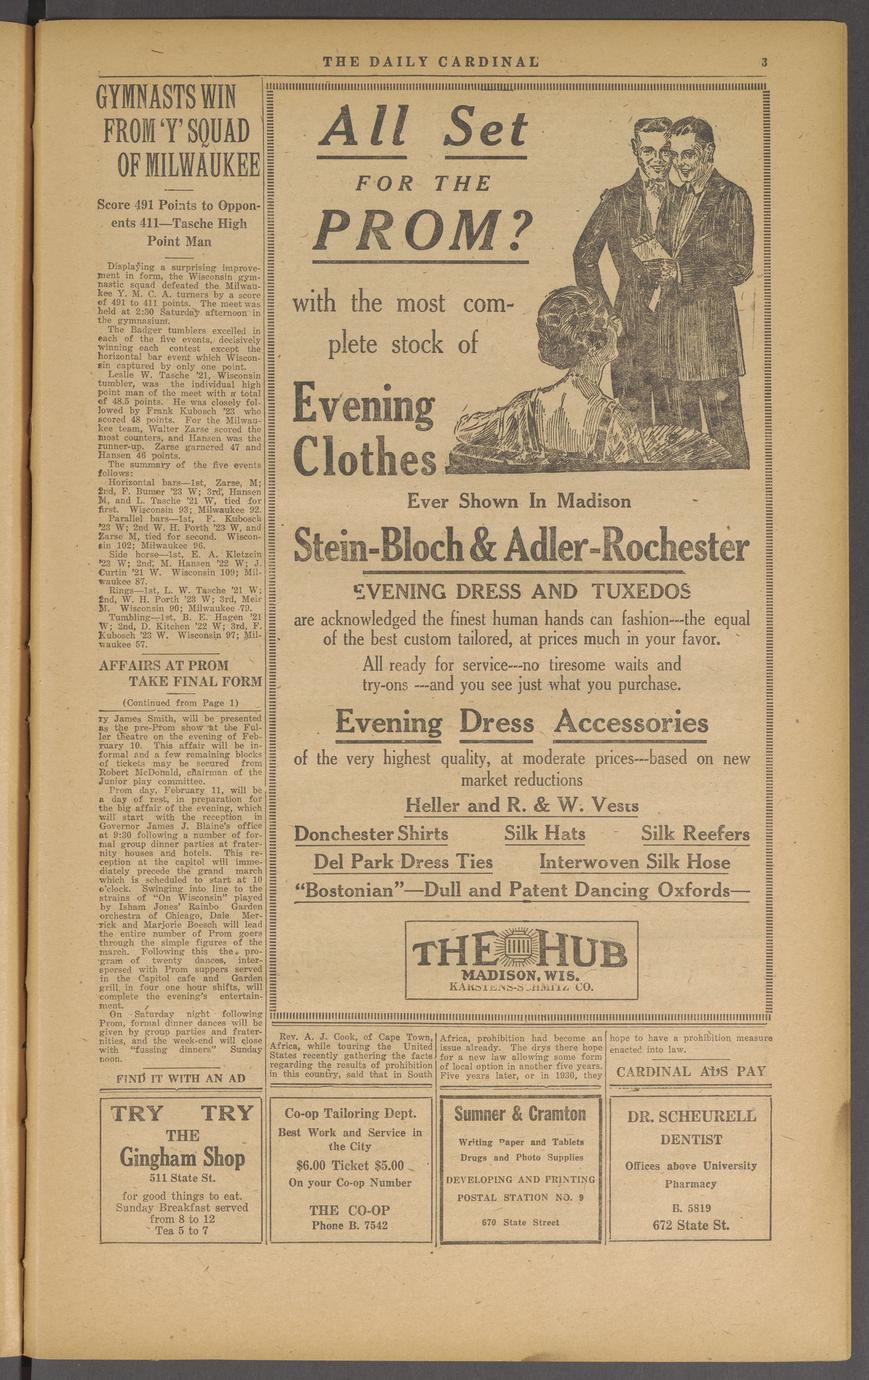 THE DAILY CARDINAL 3
GYMNASTS WIN
FROM 'Y' SQUAD
OF MILWAUKEE
Score 491 Points to Oppon-
ents 411—Tasche High
Point Man
Displaying a surprising improve-
ment in form, the Wisconsin gym-
nastic squad defeated the Milwau-
kee Y. M. C. A. turners by a score
of 491 to 411 points. The meet was
held at 2:30 Saturday afternoon in
the gymnasium.
The Badger tumblers excelled in
each of the five events, decisively
winning each contest except the
horizontal bar event which Wiscon-
sin captured by only one point.
Leslie W. Tasche '21, Wisconsin
tumbler, was the individual high
point man of the meet with a total
of 48.5 points. He was closely fol-
lowed by Frank Kubosch '23 who
scored 48 points. For the Milwau-
kee team, Walter Zarse scored the
most counters, and Hansen was the
runner-up. Zarse garnered 47 and
Hansen 46 points.
The summary of the five events
follows:
Horizontal bars—1st, Zarse, M;
2nd, F. Bumer '23 W; 3rd, Hansen
M, and L. Tasche '21 W, tied for
first. Wisconsin 93; Milwaukee 92.
Parallel bars—1st, F. Kubosch
'23 W; 2nd W. H. Porth '23 W, and
Zarse M, tied for second. Wiscon-
sin 102; Milwaukee 96.
Side horse—1st, E. A. Kletzein
'23 W; 2nd; M. Hansen '22 W; J.
Curtin '21 W. Wisconsin 109; Mil-
waukee 87.
Rings—1st, L. W. Tasche '21 W;
2nd, W. H. Porth '23 W; 3rd, Meir
M. Wisconsin 90; Milwaukee 79.
Tumbling—1st, B. E. Hagen '21
W; 2nd, D. Kitchen '22 W; 3rd, F.
Kubosch '23 W. Wisconsin 97; Mil-
waukee 57.
AFFAIRS AT PROM
TAKE FINAL FORM
(Continued from Page 1)
ry James Smith, will be presented
as the pre-Prom show at the Ful-
ler theatre on the evening of Feb-
ruary 10. This affair will be in-
formal and a few remaining blocks
of tickets may be secured from
Robert McDonald, chairman of the
Junior play committee.
Prom day, February 11, will be
a day of rest, in preparation for
the big affair of the evening, which
will start with the reception in
Governor James J. Blaine's office
at 9:30 following a number of for-
mal group dinner parties at frater-
nity houses and hotels. This re-
ception at the capitol will imme-
diately precede the grand march
which is scheduled to start at 10
o'clock. Swinging into line to the
strains of "On Wisconsin" played
by Isham Jones' Rainbo Garden
orchestra of Chicago, Dale Mer-
rick and Marjorie Boesch will lead
the entire number of Prom goers
through the simple figures of the
march. Following this the pro-
gram of twenty dances, inter-
spersed with Prom suppers served
in the Capitol cafe and Garden
grill in four one hour shifts, will
complete the evening's entertain-
ment.
On Saturday night following
Prom, formal dinner dances will be
given by group parties and frater-
nities, and the week-end will close
with "fussing dinners" Sunday
noon.
FIND IT WITH AN AD
All Set
FOR THE
PROM?
with the most com-
plete stock of
Evening
Clothes
Ever Shown In Madison
Stein-Bloch & Adler-Rochester
EVENING DRESS AND TUXEDOS
are acknowledged the finest human hands can fashion---the equal
of the best custom tailored, at prices much in your favor.
All ready for service---no tiresome waits and
try-ons ---and you see just what you purchase.
Evening Dress Accessories
of the very highest quality, at moderate prices---based on new
market reductions
Heller and R. & W. Vests
Donchester Shirts Silk Hats Silk Reefers
Del Park Dress Ties Interwoven Silk Hose
"Bostonian"—Dull and Patent Dancing Oxfords—
THE HUB
MADISON, WIS.
KARSTENS-SCHMITZ CO.
Rev. A. J. Cook, of Cape Town,
Africa, while touring the United
States recently gathering the facts
regarding the results of prohibition
in this country, said that in South
Africa, prohibition had become an
issue already. The drys there hope
for a new law allowing some form
of local option in another five years.
Five years later, or in 1930, they
hope to have a prohibition measure
enacted into law.
CARDINAL ADS PAY
TRY TRY
THE
Gingham Shop
511 State St.
for good things to eat.
Sunday Breakfast served
from 8 to 12
Tea 5 to 7
Co-op Tailoring Dept.
Best Work and Service in
the City
$6.00 Ticket $5.00
On your Co-op Number
THE CO-OP
Phone B. 7542
Sumner & Cramton
Writing Paper and Tablets
Drugs and Photo Supplies
DEVELOPING AND PRINTING
POSTAL STATION NO. 9
670 State Street
DR. SCHEURELL
DENTIST
Offices above University
Pharmacy
B. 5819
672 State St.